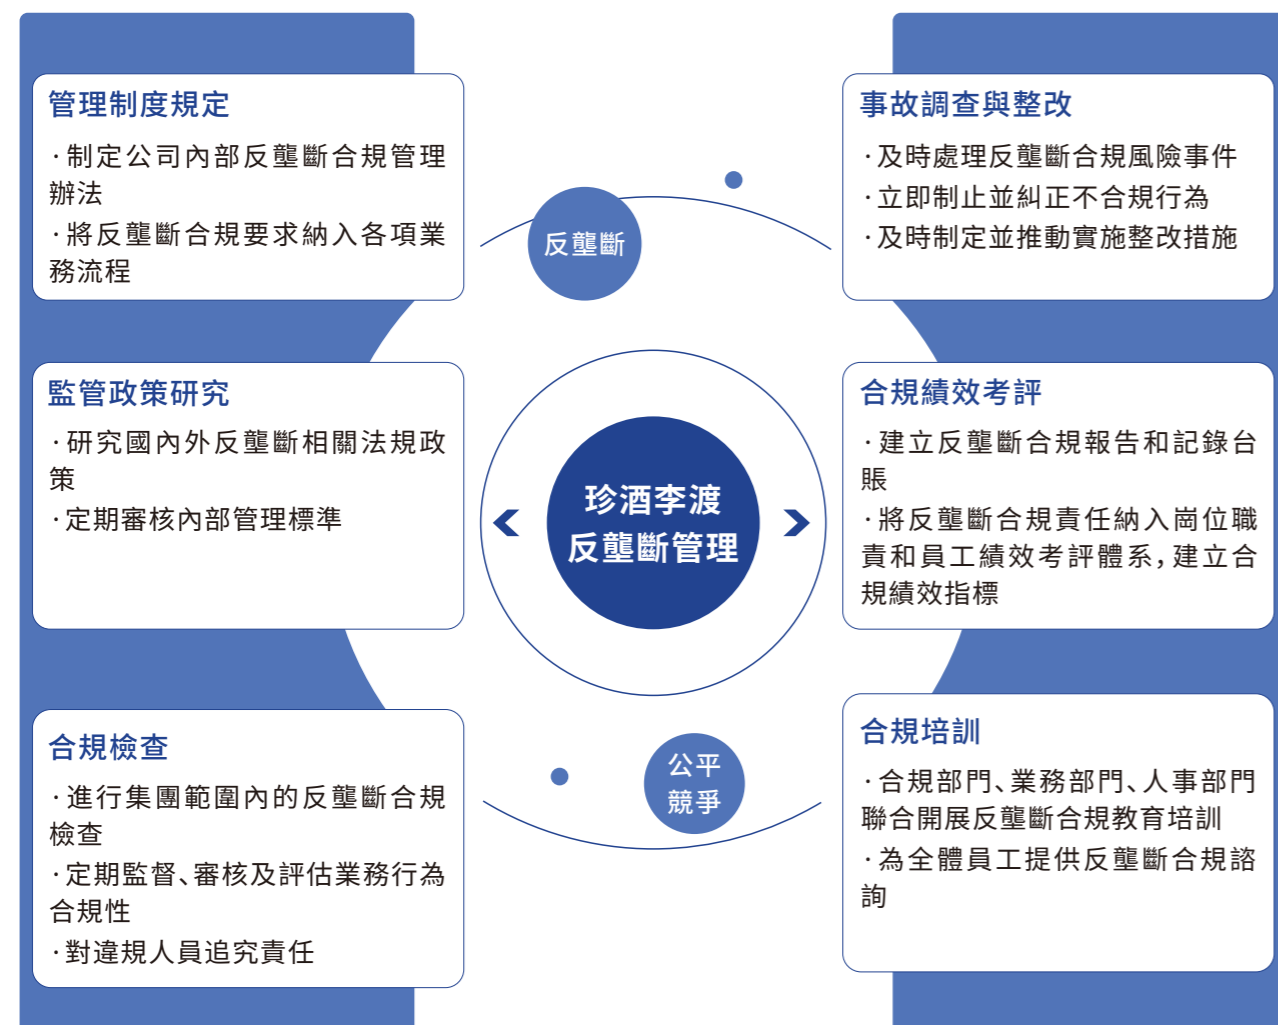 管理制度規定
·制定公司內部反壟斷合規管理
辦法
·將反壟斷合規要求納入各項業
務流程
監管政策研究
·研究國內外反壟斷相關法規政
策
·定期審核內部管理標準
合規檢查
·進行集團範圍內的反壟斷合規
檢查
·定期監督、審核及評估業務行為
合規性
·對違規人員追究責任
反壟斷
珍酒李渡
反壟斷管理
公平
競爭
事故調查與整改
·及時處理反壟斷合規風險事件
·立即制止並糾正不合規行為
·及時制定並推動實施整改措施
合規績效考評
·建立反壟斷合規報告和記錄台
賬
·將反壟斷合規責任納入崗位職
責和員工績效考評體系，建立合
規績效指標
合規培訓
·合規部門、業務部門、人事部門
聯合開展反壟斷合規教育培訓
·為全體員工提供反壟斷合規諮
詢